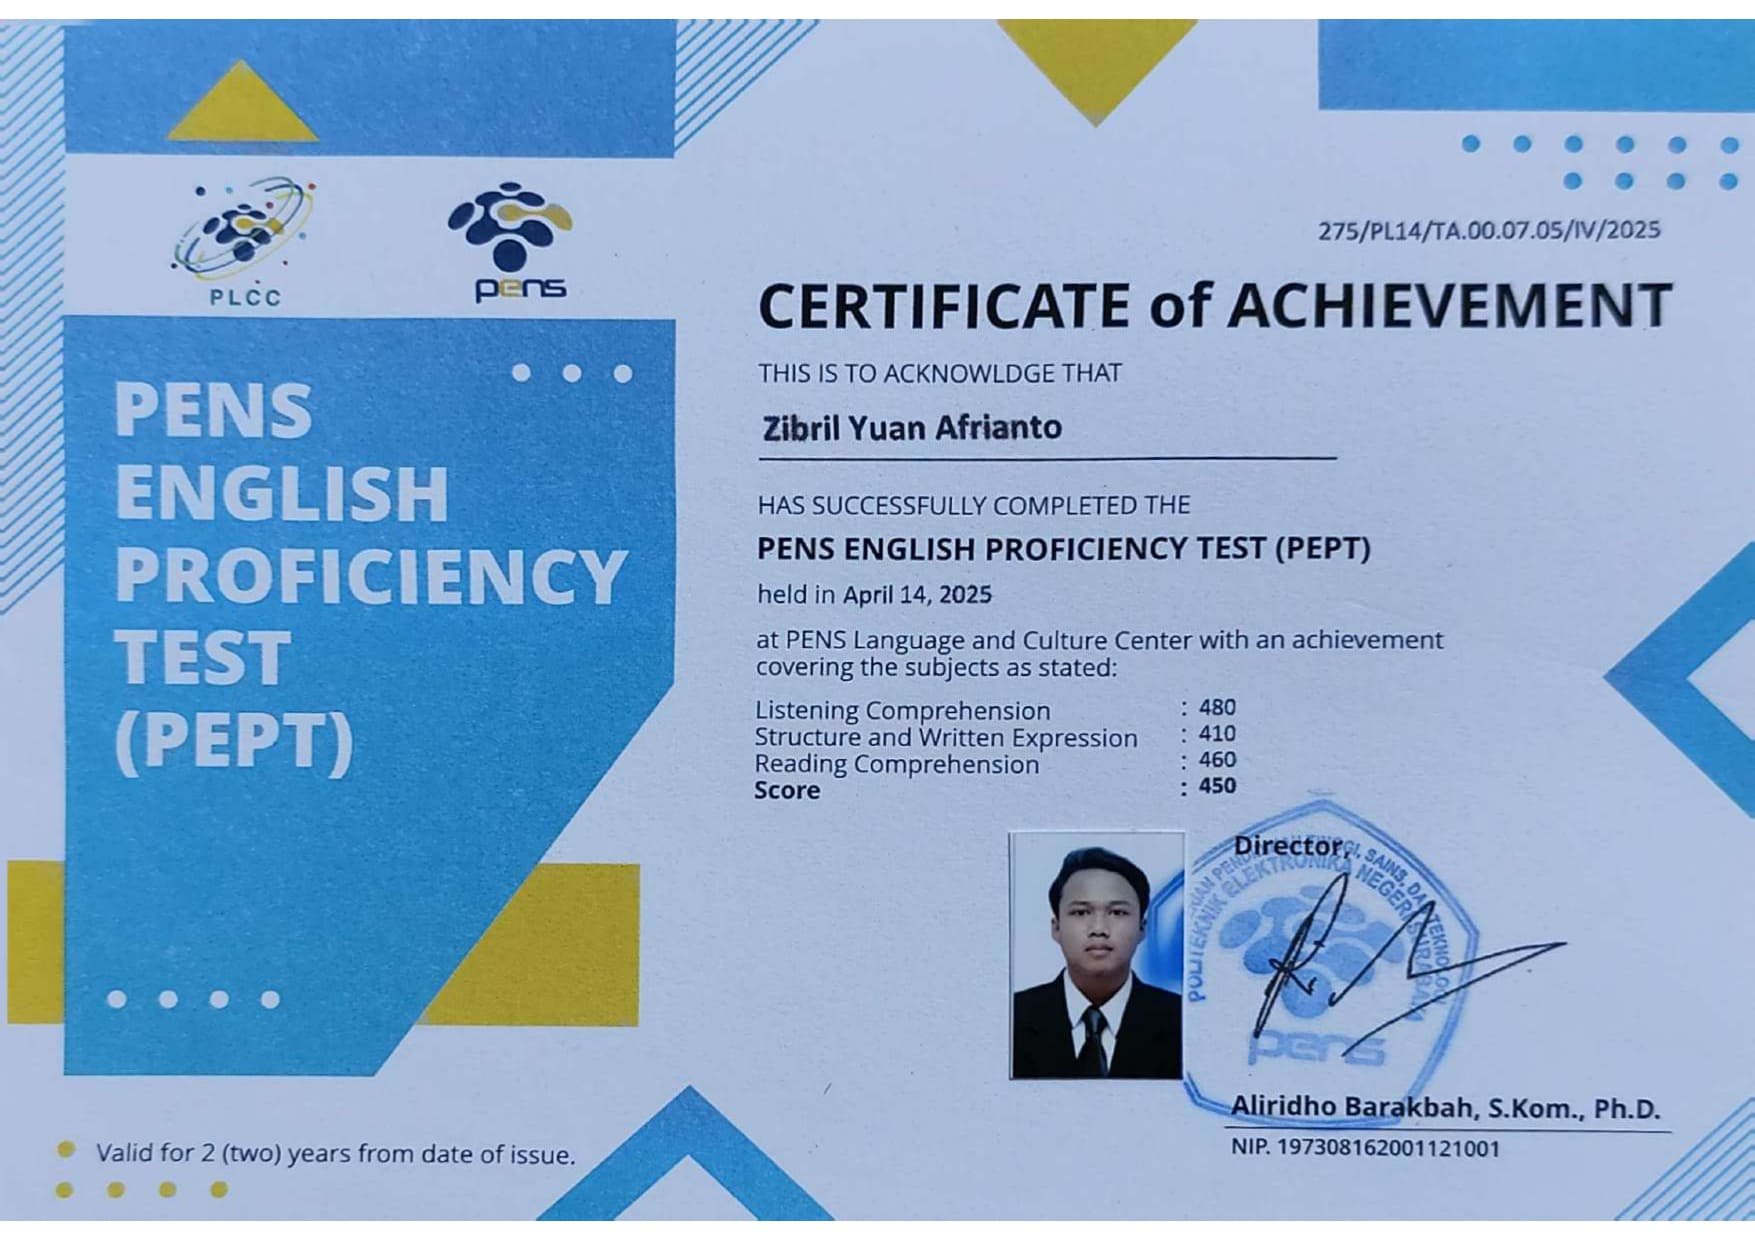 PLCC
pens
PENS
ENGLISH
PROFICIENCY
TEST
(PEPT)
275/PL14/TA.00.07.05/IV/2025
CERTIFICATE of ACHIEVEMENT
THIS IS TO ACKNOWLDGE THAT
Zibril Yuan Afrianto
HAS SUCCESSFULLY COMPLETED THE
PENS ENGLISH PROFICIENCY TEST (PEPT)
held in April 14, 2025
at PENS Language and Culture Center with an achievement
covering the subjects as stated:
Listening Comprehension : 480
Structure and Written Expression : 410
Reading Comprehension : 460
Score : 450
Director,
SAINS, DAN TEKNOLOGI
POLITEKNIK ELEKTRONIKA NEGERI SURABAYA
pens
Aliridho Barakbah, S.Kom., Ph.D.
NIP. 197308162001121001
Valid for 2 (two) years from date of issue.